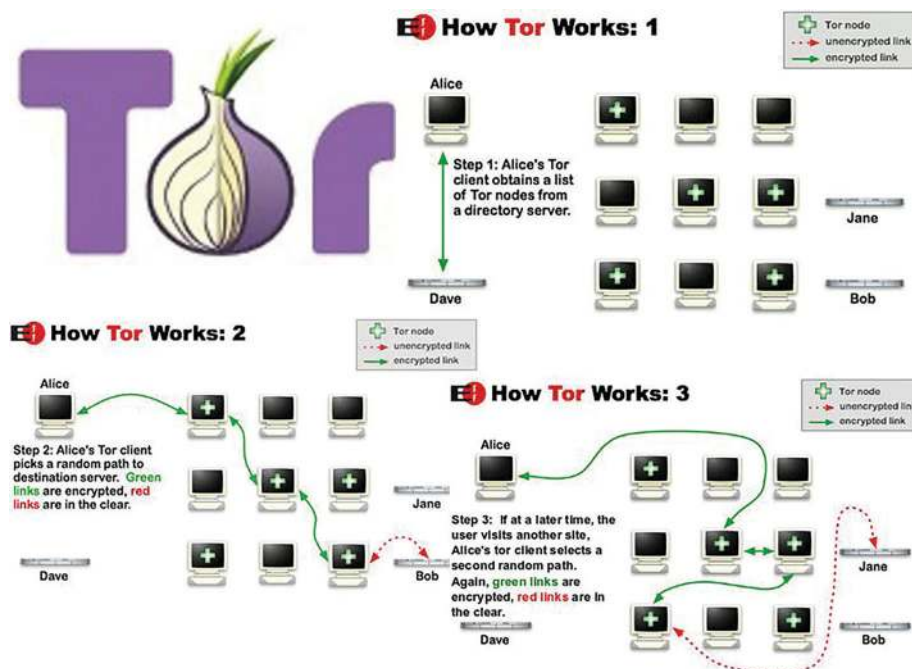 Tor
EFF How Tor Works: 1
Tor node
unencrypted link
encrypted link
Alice
Step 1: Alice's Tor
client obtains a list
of Tor nodes from
a directory server.
Jane
Dave
Bob
EFF How Tor Works: 2
Tor node
unencrypted link
encrypted link
Alice
Step 2: Alice's Tor client
picks a random path to
destination server. Green
links are encrypted, red
links are in the clear.
Jane
Dave
Bob
EFF How Tor Works: 3
Tor node
unencrypted link
encrypted link
Alice
Step 3: If at a later time, the
user visits another site,
Alice's tor client selects a
second random path.
Again, green links are
encrypted, red links are in
the clear.
Jane
Dave
Bob